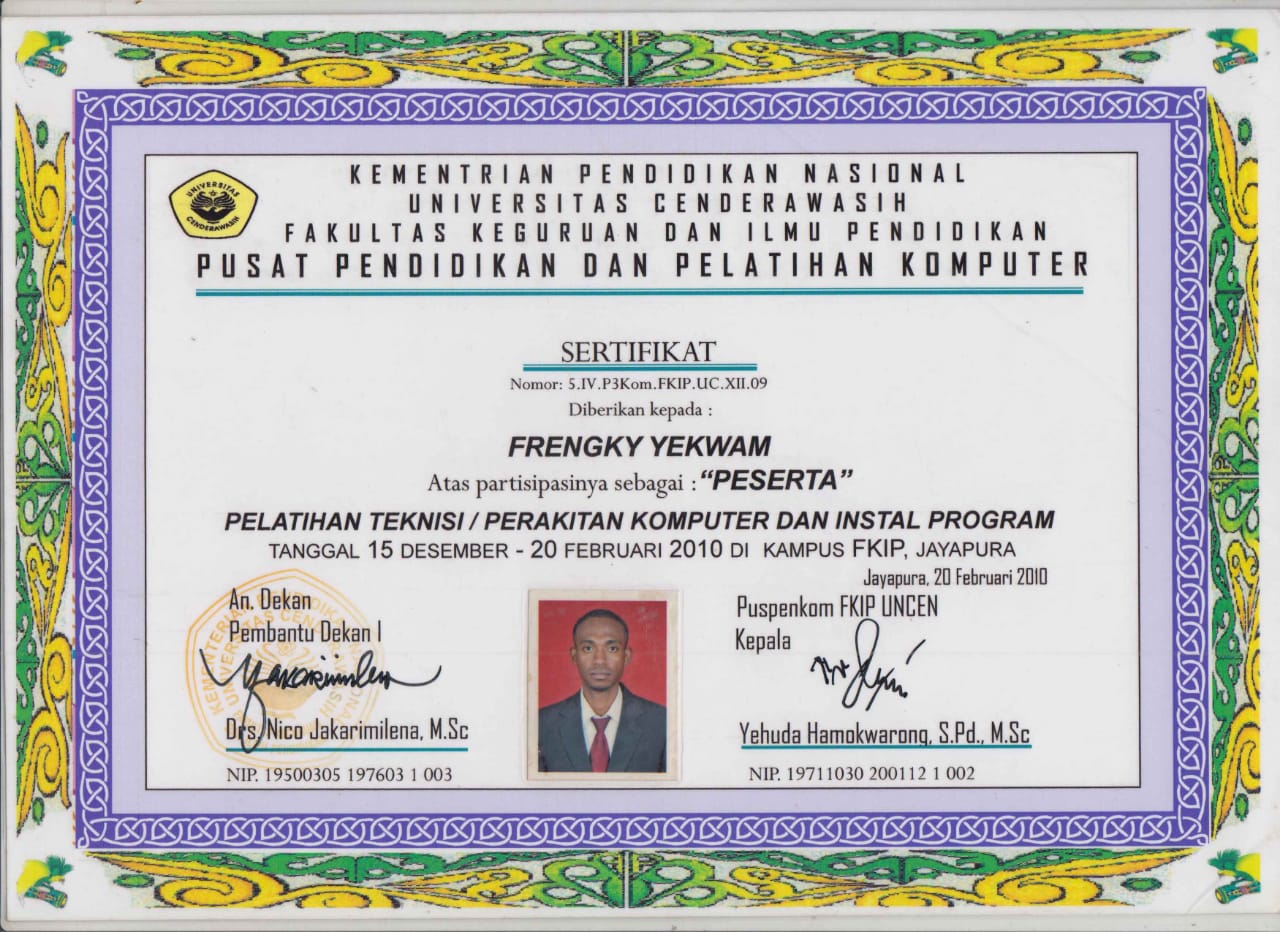 KEMENTRIAN PENDIDIKAN NASIONAL
UNIVERSITAS CENDERAWASIH
FAKULTAS KEGURUAN DAN ILMU PENDIDIKAN
PUSAT PENDIDIKAN DAN PELATIHAN KOMPUTER
UNIVERSITAS
CENDERAWASIH
SERTIFIKAT
Nomor: 5.IV.P3Kom.FKIP.UC.XII.09
Diberikan kepada :
FRENGKY YEKWAM
Atas partisipasinya sebagai : “PESERTA”
PELATIHAN TEKNISI / PERAKITAN KOMPUTER DAN INSTAL PROGRAM
TANGGAL 15 DESEMBER - 20 FEBRUARI 2010 DI KAMPUS FKIP, JAYAPURA
Jayapura, 20 Februari 2010
An. Dekan
Pembantu Dekan I
Drs. Nico Jakarimilena, M.Sc
NIP. 19500305 197603 1 003
Puspenkom FKIP UNCEN
Kepala
Yehuda Hamokwarong, S.Pd., M.Sc
NIP. 19711030 200112 1 002